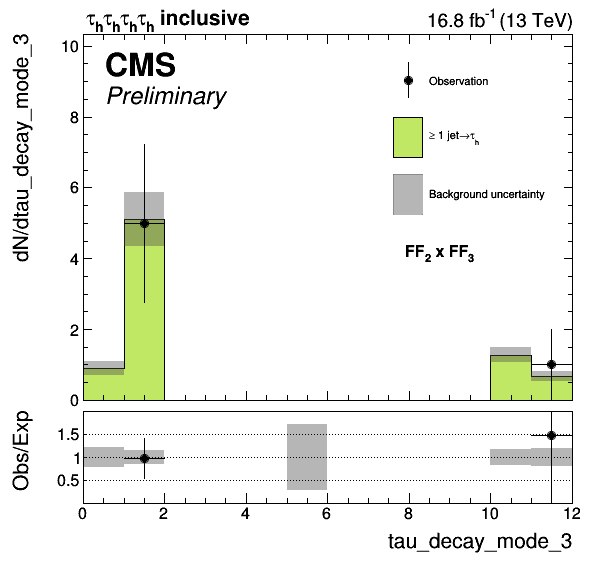 τhτhτhτh inclusive 16.8 fb-1 (13 TeV)
dN/dtau_decay_mode_3
10
8
6
4
2
0
CMS
Preliminary
Observation
≥ 1 jet→τh
Background uncertainty
FF2 x FF3
Obs/Exp
1.5
1
0.5
0 2 4 6 8 10 12
tau_decay_mode_3